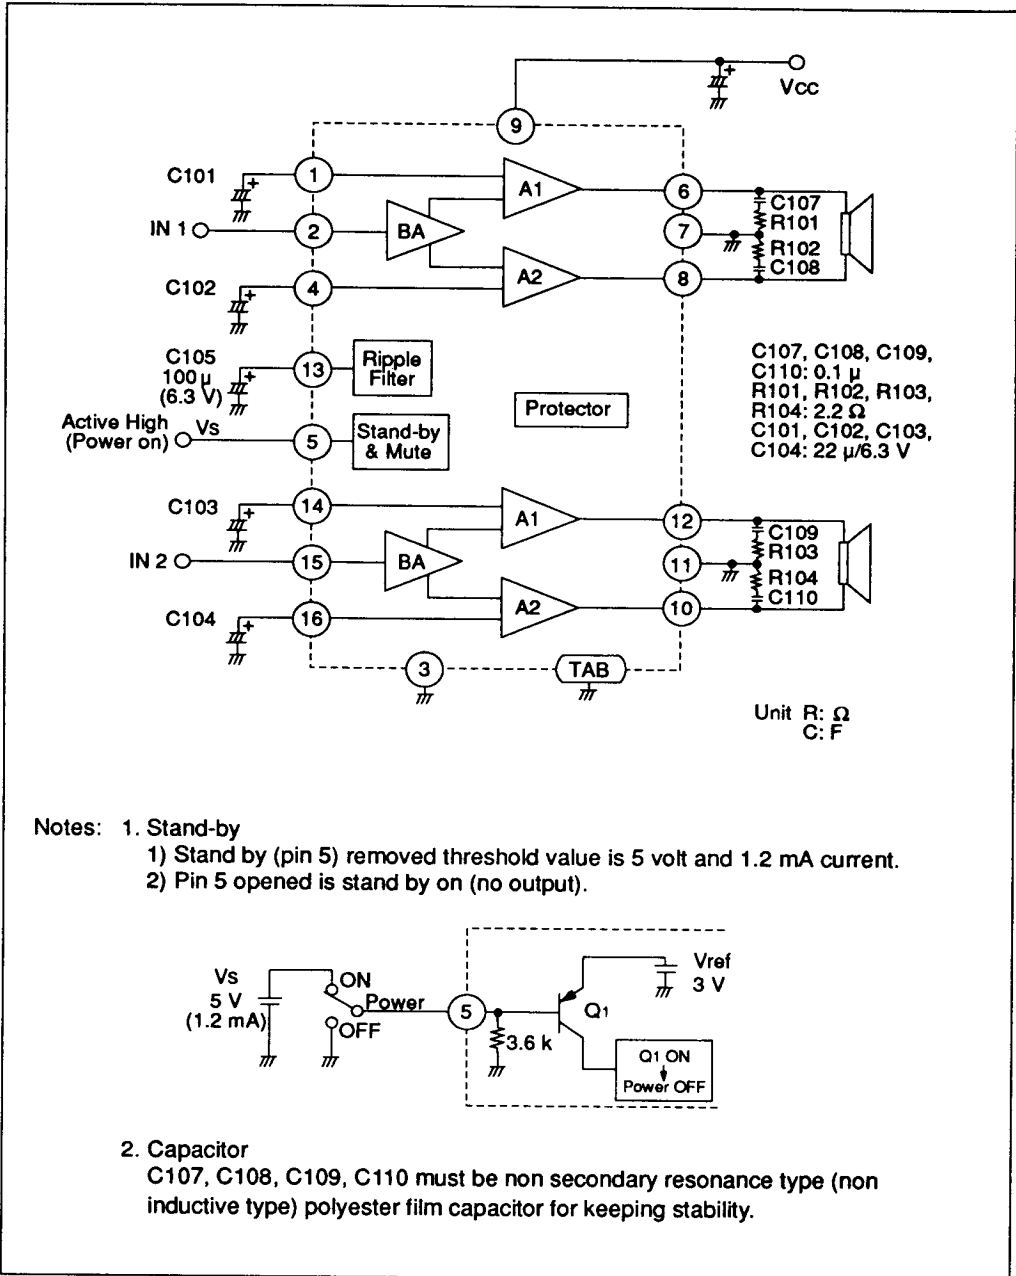 Vcc
9
C101
1
A1
6
C107
R101
IN 1
2
BA
7
R102
C108
C102
4
A2
8
C105
100 µ
(6.3 V)
13
Ripple
Filter
C107, C108, C109,
C110: 0.1 µ
R101, R102, R103,
R104: 2.2 Ω
C101, C102, C103,
C104: 22 µ/6.3 V
Protector
Active High
(Power on)
Vs
5
Stand-by
& Mute
C103
14
A1
12
C109
R103
IN 2
15
BA
11
R104
C110
C104
16
A2
10
3
TAB
Unit R: Ω
C: F
Notes: 1. Stand-by
1) Stand by (pin 5) removed threshold value is 5 volt and 1.2 mA current.
2) Pin 5 opened is stand by on (no output).
Vs
5 V
(1.2 mA)
ON
Power
OFF
5
3.6 k
Q1
Vref
3 V
Q1 ON
Power OFF
2. Capacitor
C107, C108, C109, C110 must be non secondary resonance type (non
inductive type) polyester film capacitor for keeping stability.